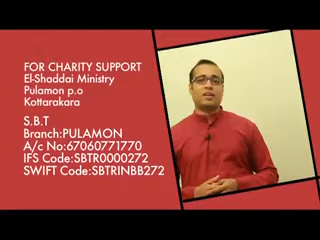 FOR CHARITY SUPPORT
El-Shaddai Ministry
Pulamon p.o
Kottarakara
S.B.T
Branch:PULAMON
A/c No:67060771770
IFS Code:SBTR0000272
SWIFT Code:SBTRINBB272